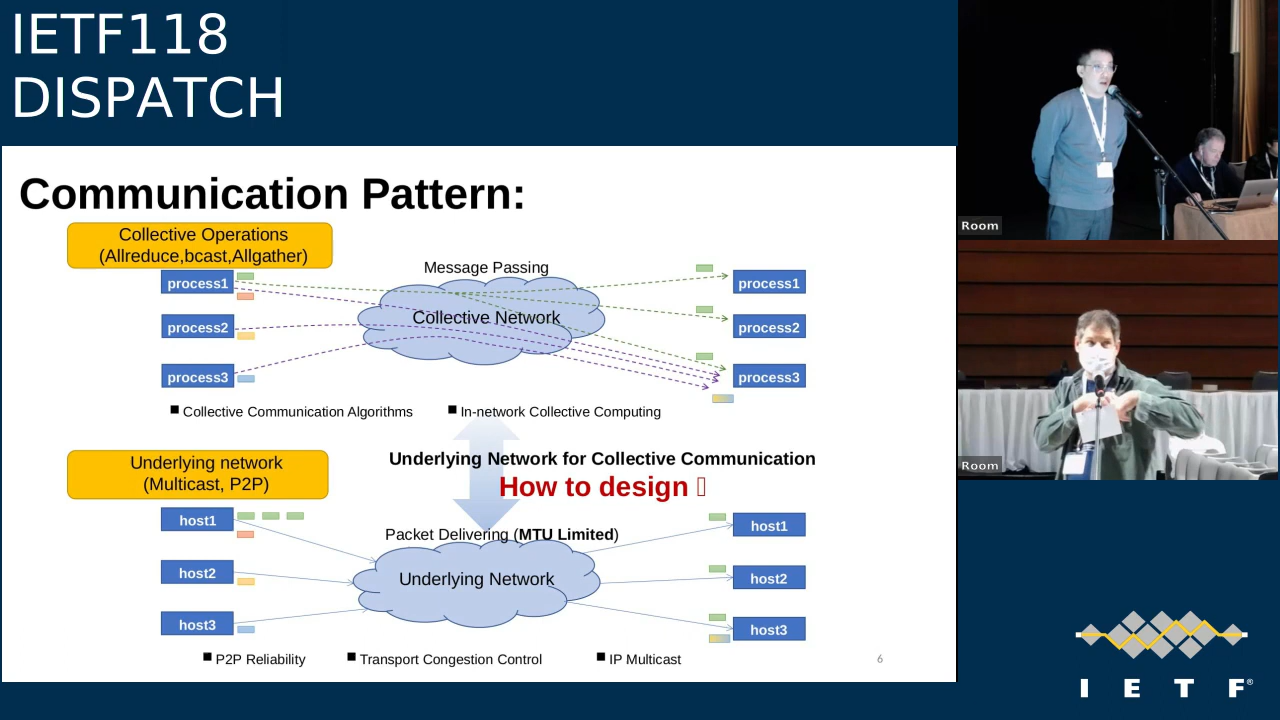 IETF118
DISPATCH
Communication Pattern:
Collective Operations
(Allreduce,bcast,Allgather)
Message Passing
process1
process1
Collective Network
process2
process2
process3
process3
■ Collective Communication Algorithms
■ In-network Collective Computing
Underlying network
(Multicast, P2P)
Underlying Network for Collective Communication
How to design
host1
host1
Packet Delivering (MTU Limited)
host2
host2
Underlying Network
host3
host3
■ P2P Reliability
■ Transport Congestion Control
■ IP Multicast
6
Room
Room
I E T F®